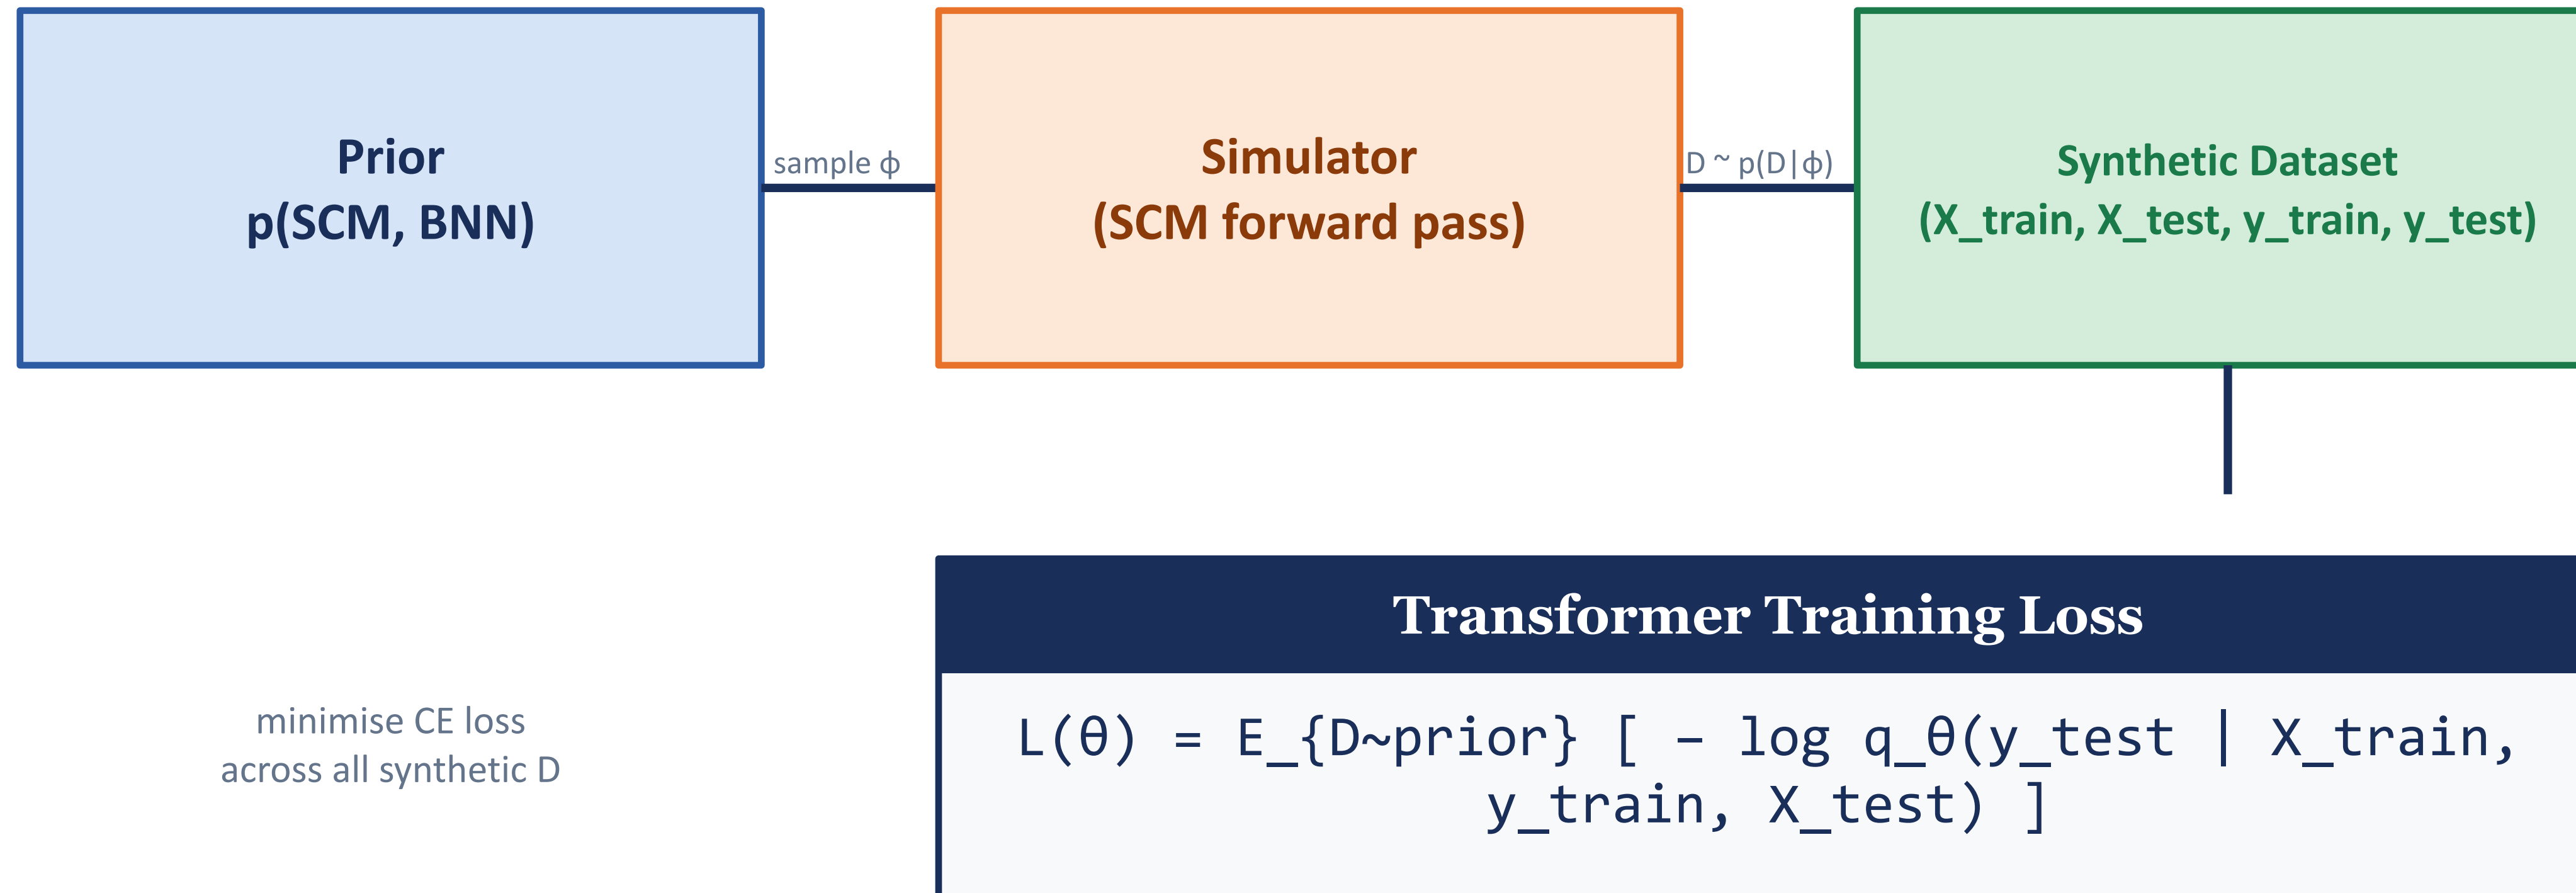 Prior
p(SCM, BNN)
sample ϕ
Simulator
(SCM forward pass)
D ~ p(D|ϕ)
Synthetic Dataset
(X_train, X_test, y_train, y_test)
Transformer Training Loss
minimise CE loss
across all synthetic D
L(θ) = E_{D~prior} [ − log q_θ(y_test | X_train,
y_train, X_test) ]